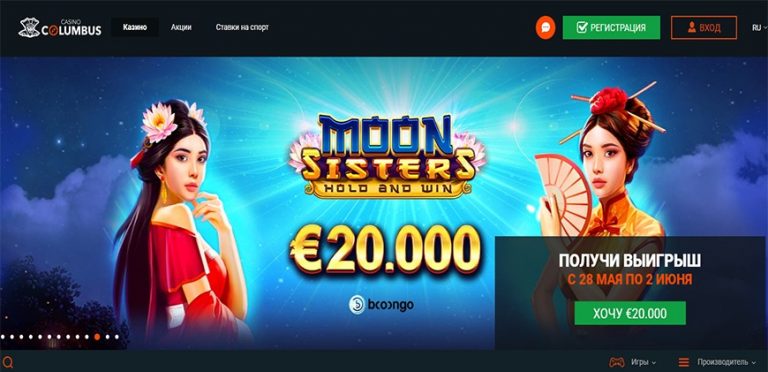 CASINO
COLUMBUS
Казино
Акции
Ставки на спорт
РЕГИСТРАЦИЯ
ВХОД
RU
MOON
SISTERS
HOLD AND WIN
€20.000
booongo
ПОЛУЧИ ВЫИГРЫШ
С 28 МАЯ ПО 2 ИЮНЯ
ХОЧУ €20.000
Игры
Производитель